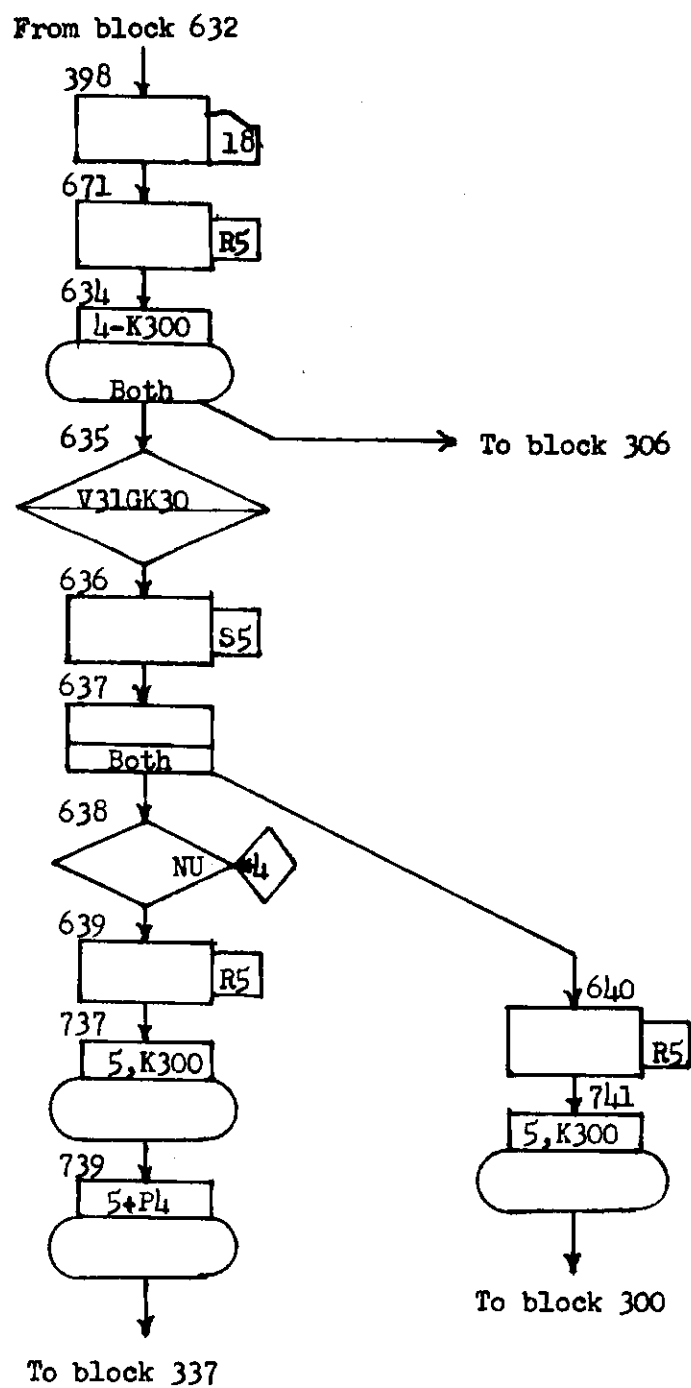 From block 632
398
18
671
R5
634
4-K300
Both
To block 306
635
V31GK30
636
S5
637
Both
638
NU
4
639
R5
640
R5
737
5,K300
741
5,K300
739
5+P4
To block 300
To block 337